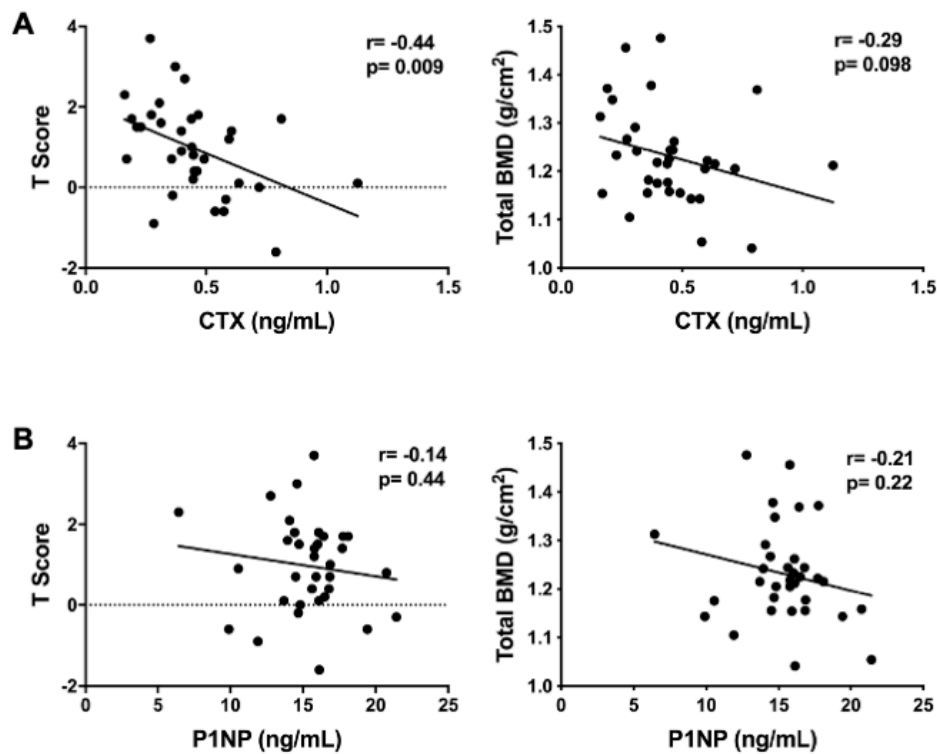 A
r= -0.44
p= 0.009
T Score
4
2
0
-2
0.0 0.5 1.0 1.5
CTX (ng/mL)
r= -0.29
p= 0.098
Total BMD (g/cm²)
1.5
1.4
1.3
1.2
1.1
1.0
0.0 0.5 1.0 1.5
CTX (ng/mL)
B
r= -0.14
p= 0.44
T Score
4
2
0
-2
0 5 10 15 20 25
P1NP (ng/mL)
r= -0.21
p= 0.22
Total BMD (g/cm²)
1.5
1.4
1.3
1.2
1.1
1.0
0 5 10 15 20 25
P1NP (ng/mL)